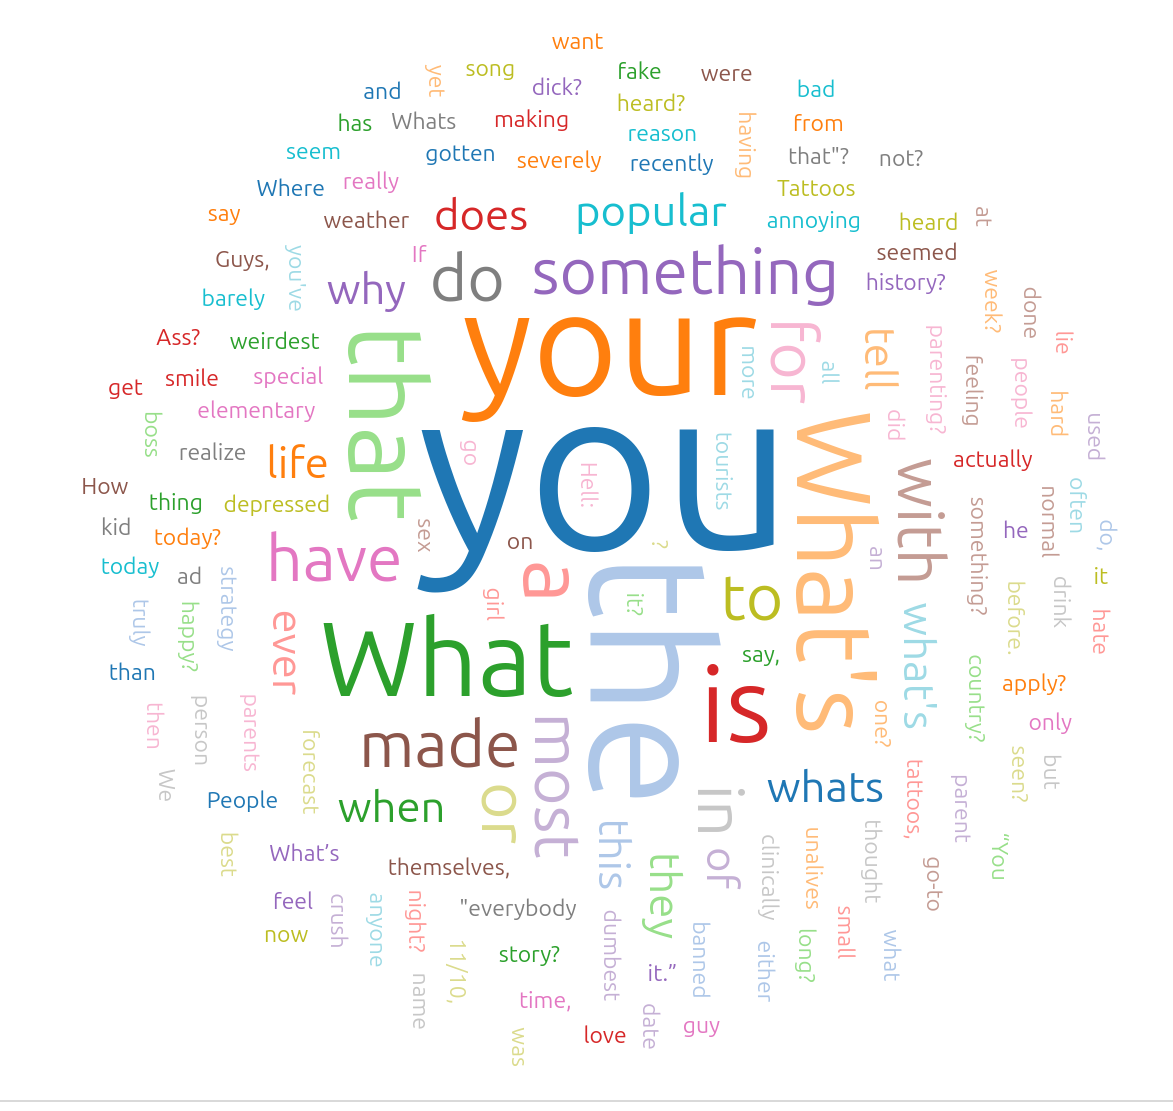 want
yet song fake were
and dick? heard? bad
has Whats making reason having from
seem gotten severely recently that"? not?
Where really Tattoos
say weather does popular annoying heard at
Guys, you've If why do something seemed
barely history? week? done
Ass? weirdest that your for tell parenting? lie
get smile special more all feeling people
elementary hard
boss realize life go you tourists What's did used
How Hell: with actually
thing depressed something? normal often
kid today? sex on ? an he do,
today ad strategy have a the to it
truly happy? ever girl it? what's before. drink hate
than What say, is
then person parents country? apply?
forecast made most one? only
We seen? but
People when or in whats tattoos, parent
best What’s this they of clinically unalives thought “You
themselves, go-to
feel crush anyone night? "everybody small
now 11/10, story? dumbest banned either long? what
name time, it.”
was love date guy